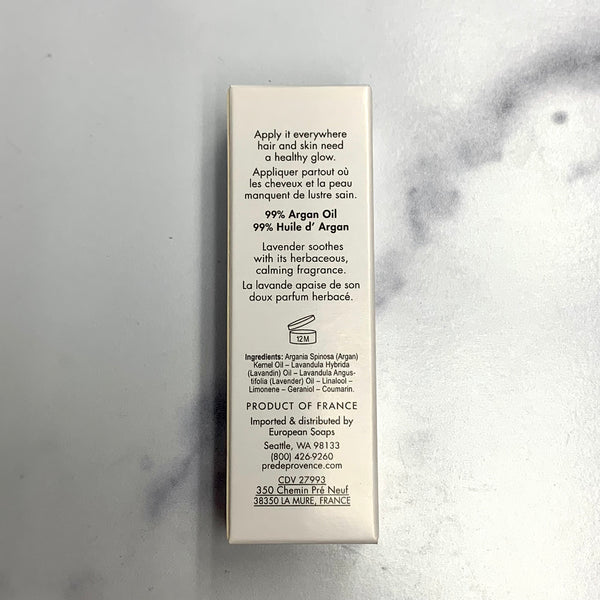 Apply it everywhere
hair and skin need
a healthy glow.
Appliquer partout où
les cheveux et la peau
manquent de lustre sain.
99% Argan Oil
99% Huile d' Argan
Lavender soothes
with its herbaceous,
calming fragrance.
La lavande apaise de son
doux parfum herbacé.
12M
Ingredients: Argania Spinosa (Argan)
Kernel Oil – Lavandula Hybrida
(Lavandin) Oil – Lavandula Angus-
tifolia (Lavender) Oil – Linalool –
Limonene – Geraniol – Coumarin.
PRODUCT OF FRANCE
Imported & distributed by
European Soaps
Seattle, WA 98133
(800) 426-9260
predeprovence.com
CDV 27993
350 Chemin Pré Neuf
38350 LA MURE, FRANCE